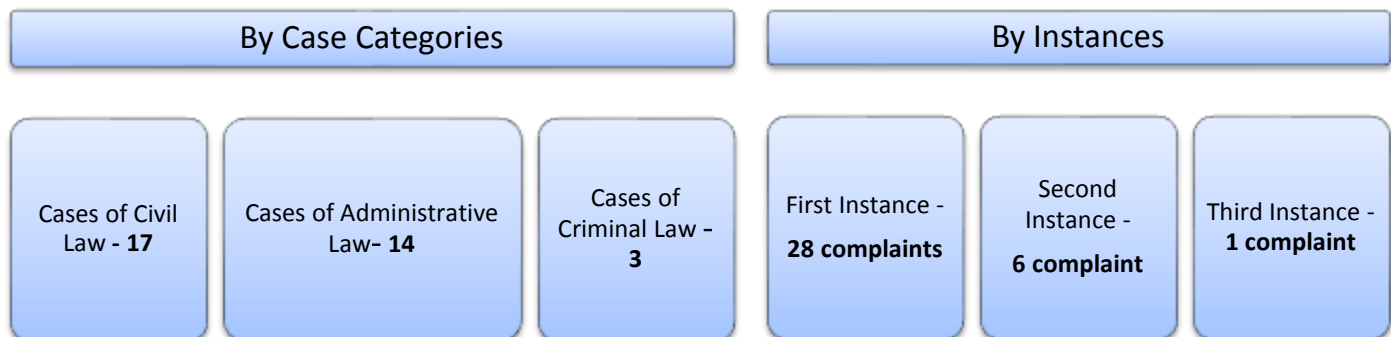 By Case Categories
By Instances
Cases of Civil
Law - 17
Cases of Administrative
Law– 14
Cases of
Criminal Law –
3
First Instance -
28 complaints
Second
Instance -
6 complaint
Third Instance -
1 complaint